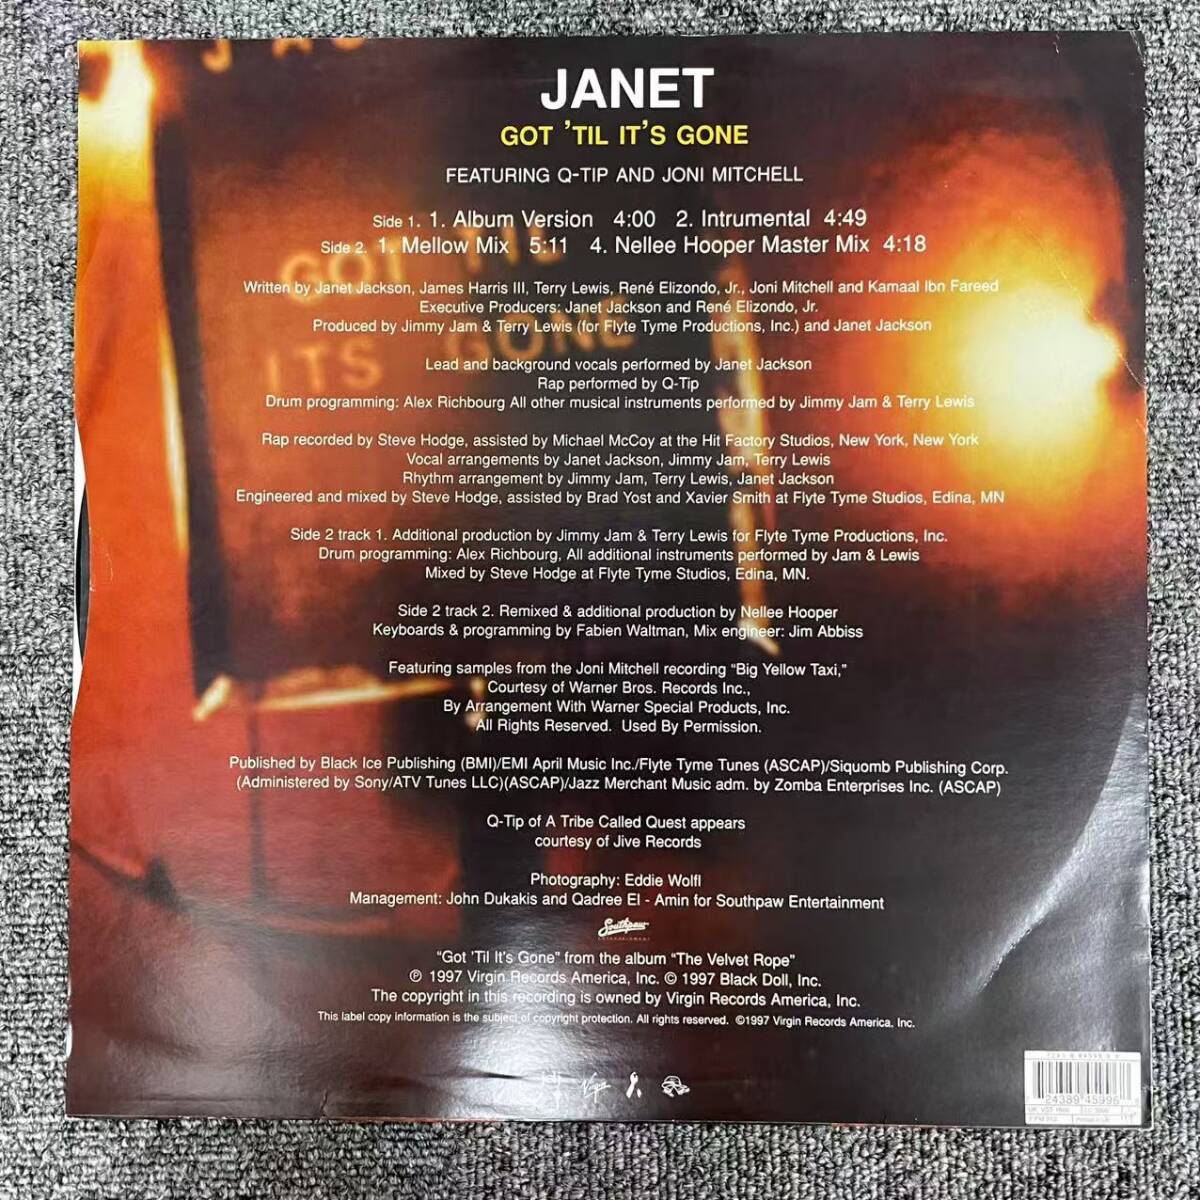 JANET
GOT 'TIL IT'S GONE
FEATURING Q-TIP AND JONI MITCHELL
Side 1. 1. Album Version 4:00 2. Intrumental 4:49
Side 2. 1. Mellow Mix 5:11 4. Nellee Hooper Master Mix 4:18
GOT 'TIL
ITS GONE
Written by Janet Jackson, James Harris III, Terry Lewis, René Elizondo, Jr., Joni Mitchell and Kamaal Ibn Fareed
Executive Producers: Janet Jackson and René Elizondo, Jr.
Produced by Jimmy Jam & Terry Lewis (for Flyte Tyme Productions, Inc.) and Janet Jackson
Lead and background vocals performed by Janet Jackson
Rap performed by Q-Tip
Drum programming: Alex Richbourg All other musical instruments performed by Jimmy Jam & Terry Lewis
Rap recorded by Steve Hodge, assisted by Michael McCoy at the Hit Factory Studios, New York, New York
Vocal arrangements by Janet Jackson, Jimmy Jam, Terry Lewis
Rhythm arrangement by Jimmy Jam, Terry Lewis, Janet Jackson
Engineered and mixed by Steve Hodge, assisted by Brad Yost and Xavier Smith at Flyte Tyme Studios, Edina, MN
Side 2 track 1. Additional production by Jimmy Jam & Terry Lewis for Flyte Tyme Productions, Inc.
Drum programming: Alex Richbourg, All additional instruments performed by Jam & Lewis
Mixed by Steve Hodge at Flyte Tyme Studios, Edina, MN.
Side 2 track 2. Remixed & additional production by Nellee Hooper
Keyboards & programming by Fabien Waltman, Mix engineer: Jim Abbiss
Featuring samples from the Joni Mitchell recording "Big Yellow Taxi,"
Courtesy of Warner Bros. Records Inc.,
By Arrangement With Warner Special Products, Inc.
All Rights Reserved. Used By Permission.
Published by Black Ice Publishing (BMI)/EMI April Music Inc./Flyte Tyme Tunes (ASCAP)/Siquomb Publishing Corp.
(Administered by Sony/ATV Tunes LLC)(ASCAP)/Jazz Merchant Music adm. by Zomba Enterprises Inc. (ASCAP)
Q-Tip of A Tribe Called Quest appears
courtesy of Jive Records
Photography: Eddie Wolfl
Management: John Dukakis and Qadree El - Amin for Southpaw Entertainment
Southpaw
ENTERTAINMENT
"Got 'Til It's Gone" from the album "The Velvet Rope"
℗ 1997 Virgin Records America, Inc. © 1997 Black Doll, Inc.
The copyright in this recording is owned by Virgin Records America, Inc.
This label copy information is the subject of copyright protection. All rights reserved. ©1997 Virgin Records America, Inc.
Virgin
24389 45996